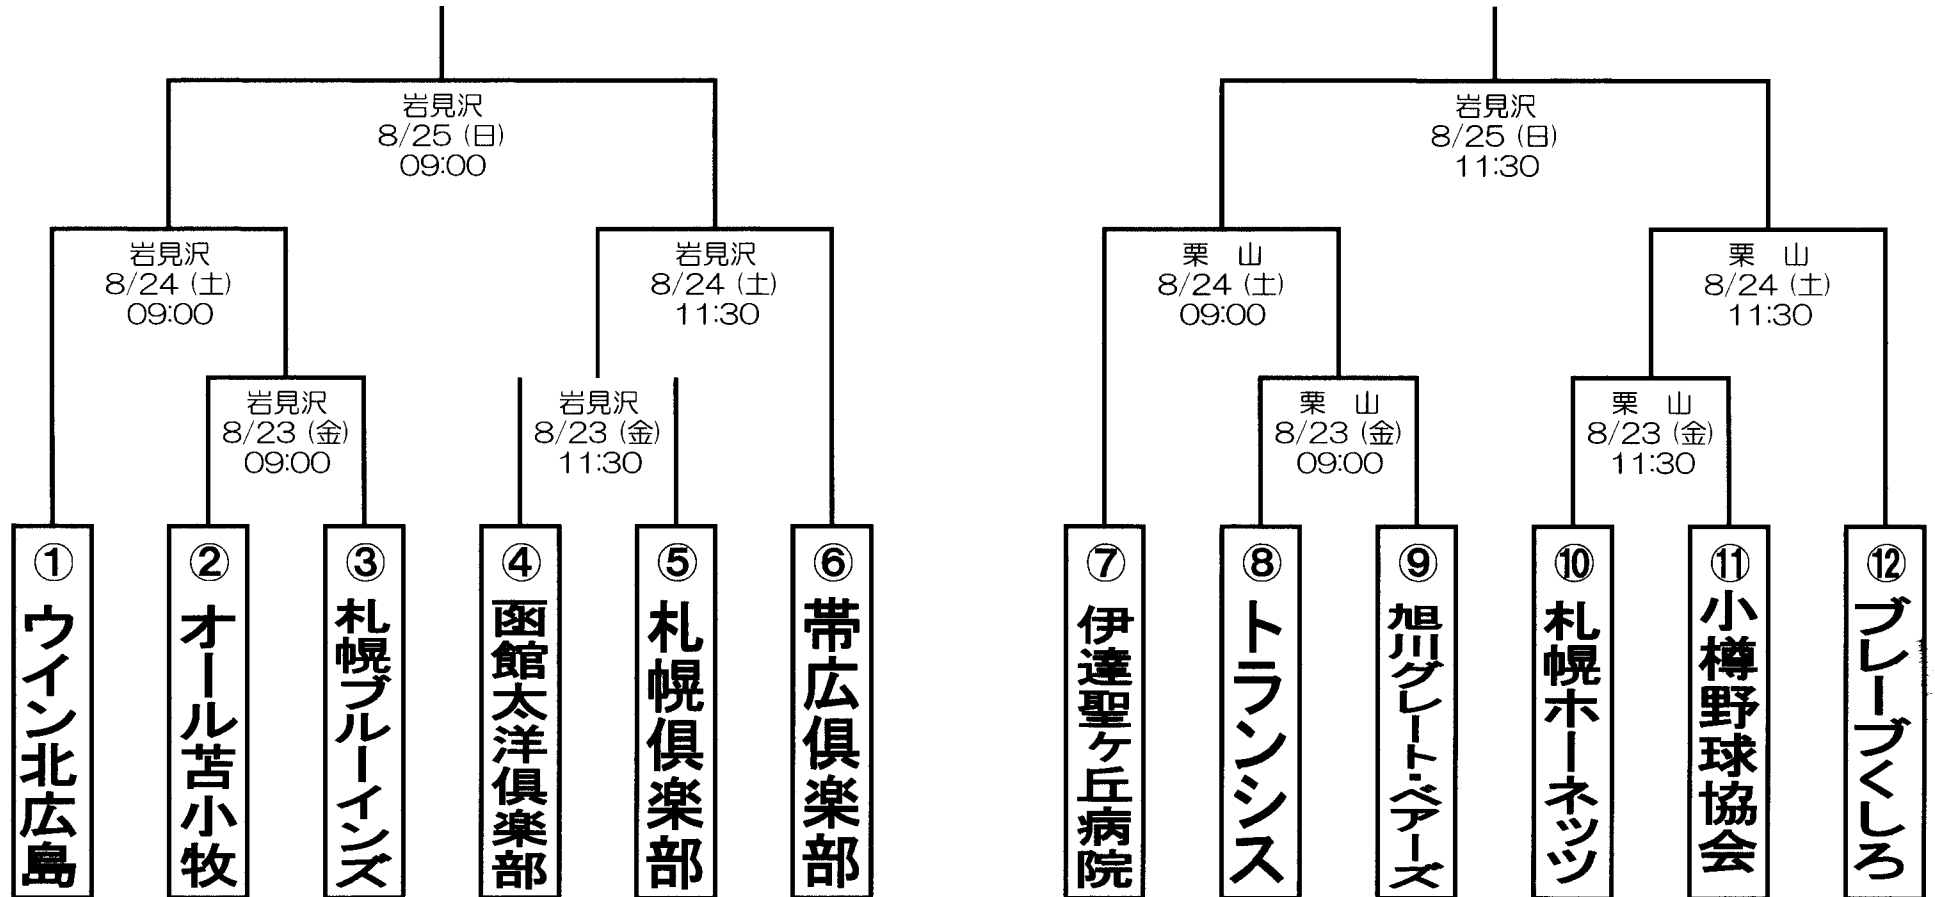 岩見沢
8/25 (日)
09:00
岩見沢
8/25 (日)
11:30
岩見沢
8/24 (土)
09:00
岩見沢
8/24 (土)
11:30
栗 山
8/24 (土)
09:00
栗 山
8/24 (土)
11:30
岩見沢
8/23 (金)
09:00
岩見沢
8/23 (金)
11:30
栗 山
8/23 (金)
09:00
栗 山
8/23 (金)
11:30
①ウイン北広島
②オール苫小牧
③札幌ブルーインズ
④函館太洋倶楽部
⑤札幌倶楽部
⑥帯広倶楽部
⑦伊達聖ヶ丘病院
⑧トランシス
⑨旭川グレート・ベアーズ
⑩札幌ホーネッツ
⑪小樽野球協会
⑫ブレーブくしろ